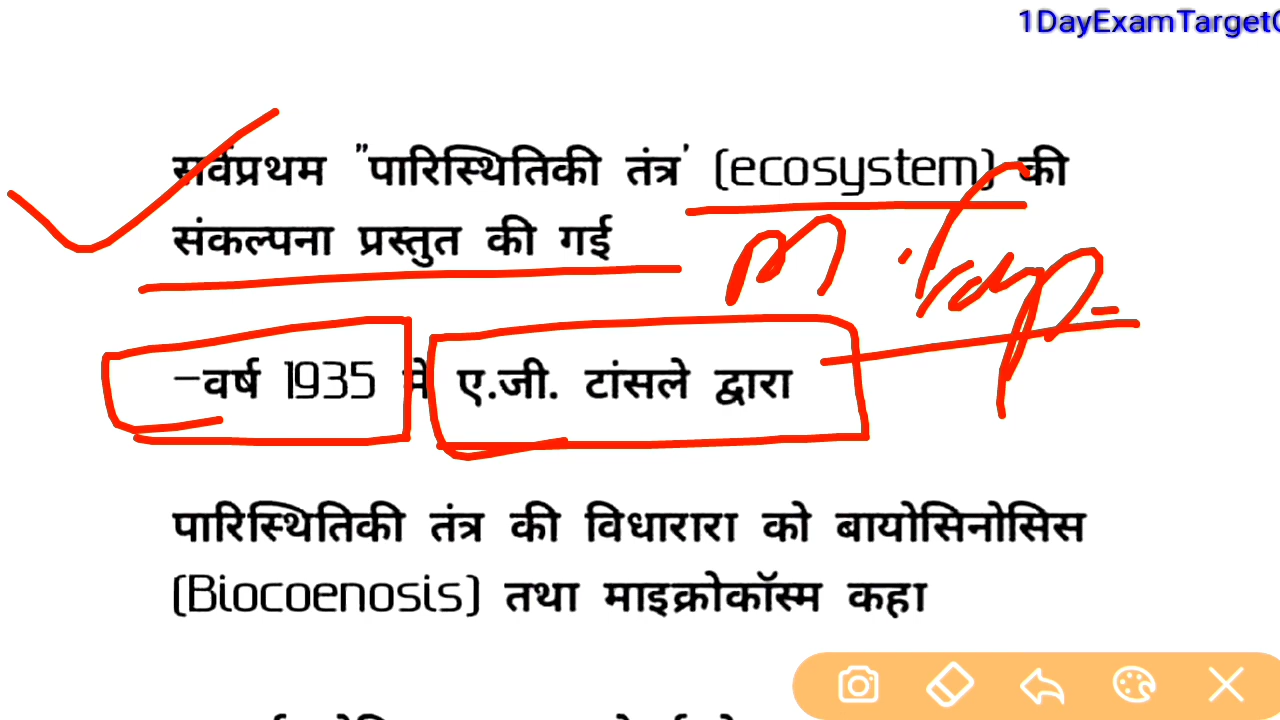 1DayExamTarget
सर्वप्रथम "पारिस्थितिकी तंत्र' (ecosystem) की
संकल्पना प्रस्तुत की गई
-वर्ष 1935 मे ए.जी. टांसले द्वारा
पारिस्थितिकी तंत्र की विधारारा को बायोसिनोसिस
(Biocoenosis) तथा माइक्रोकॉस्म कहा